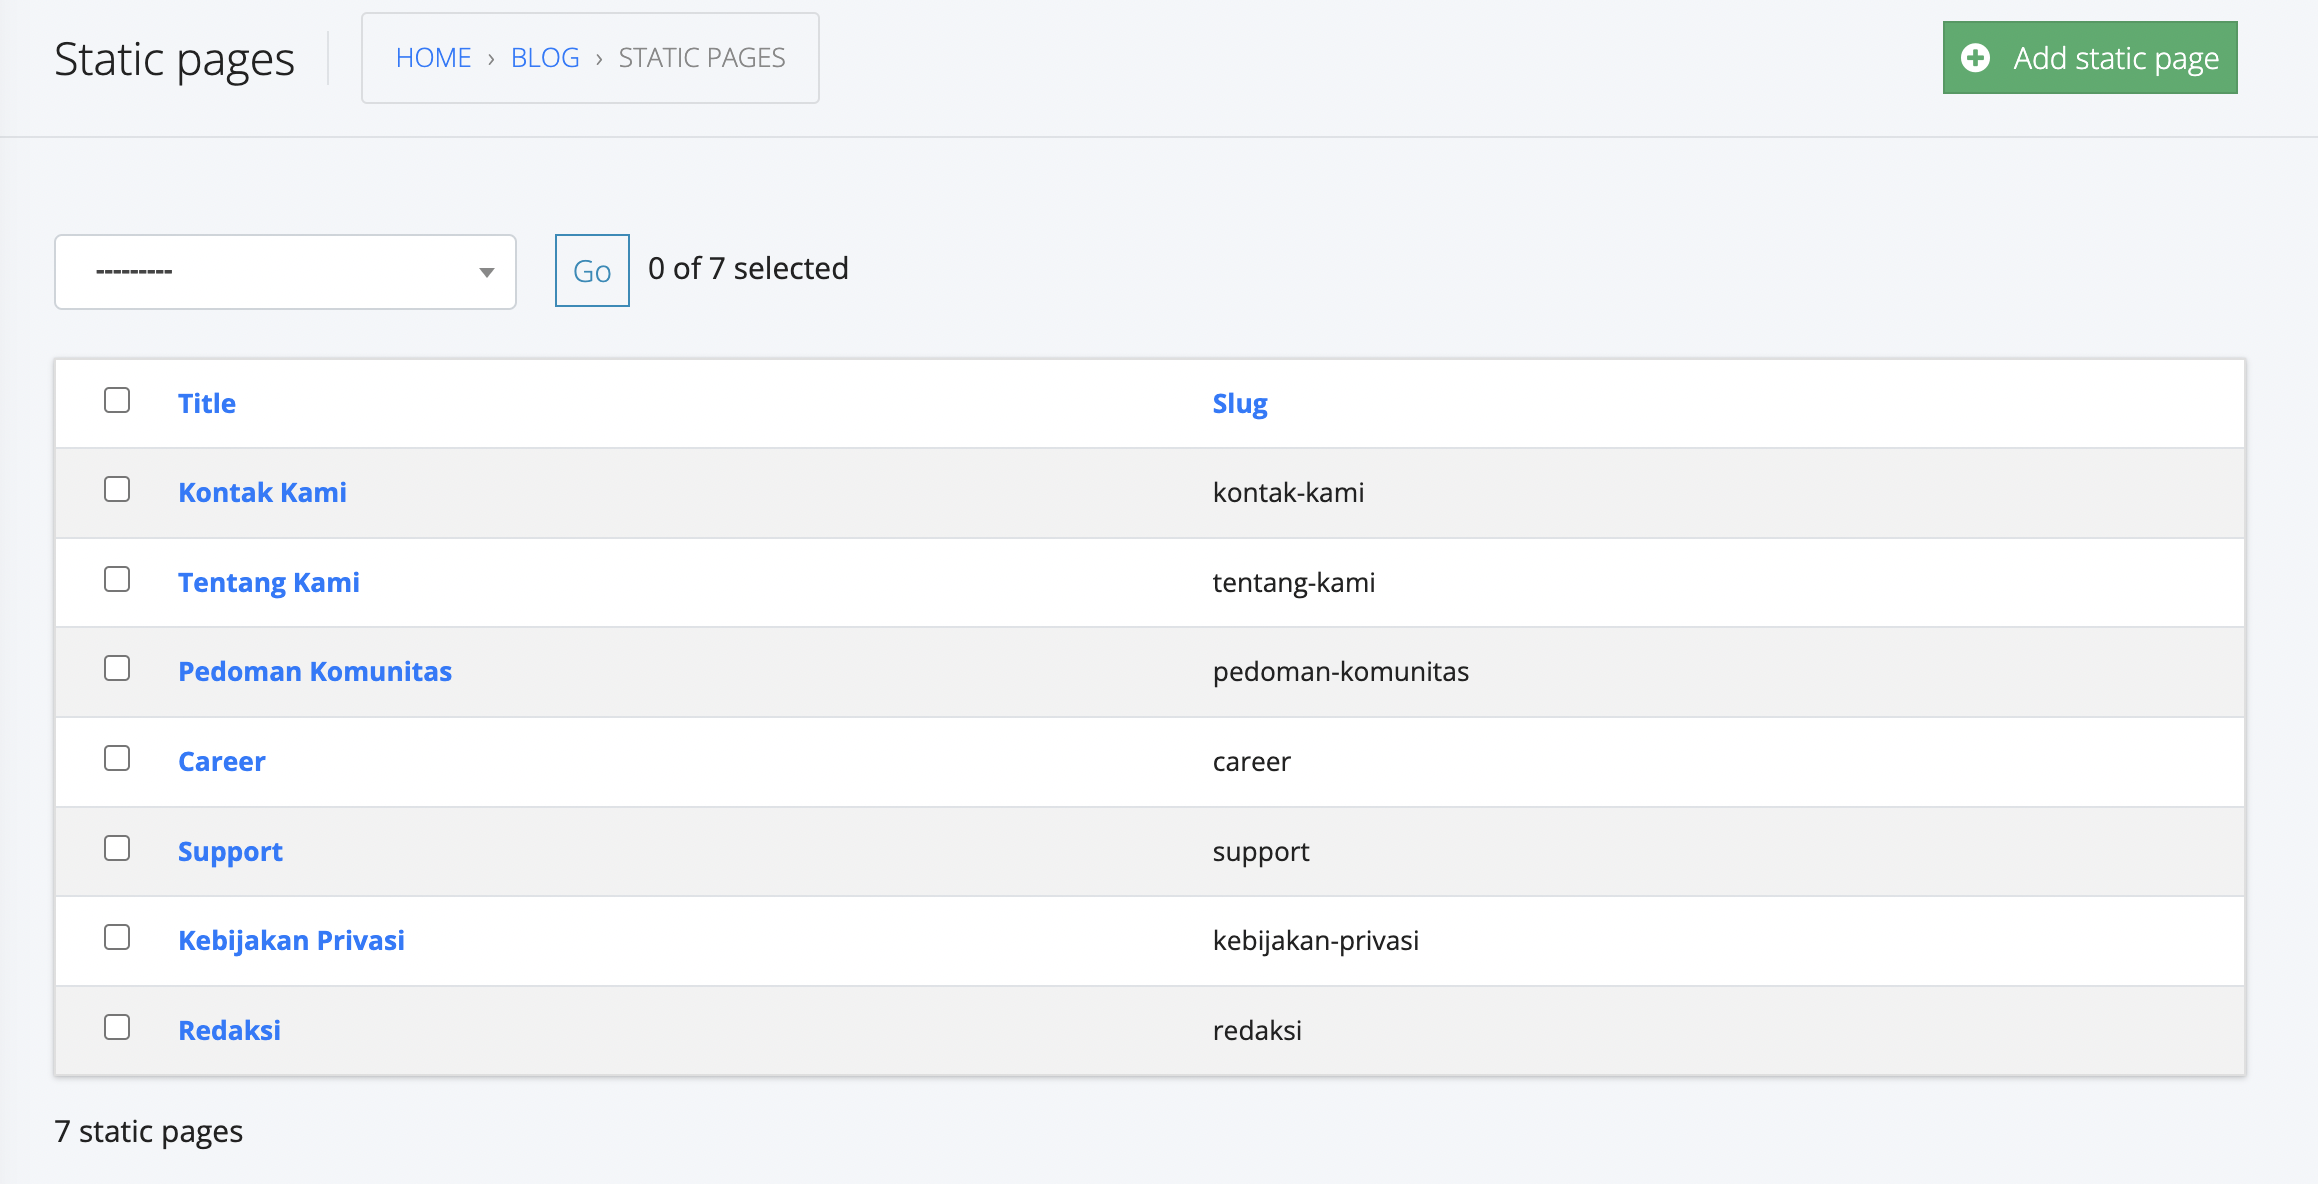 Static pages
HOME › BLOG › STATIC PAGES
Add static page
---------
Go
0 of 7 selected
Title Slug
Kontak Kami kontak-kami
Tentang Kami tentang-kami
Pedoman Komunitas pedoman-komunitas
Career career
Support support
Kebijakan Privasi kebijakan-privasi
Redaksi redaksi
7 static pages